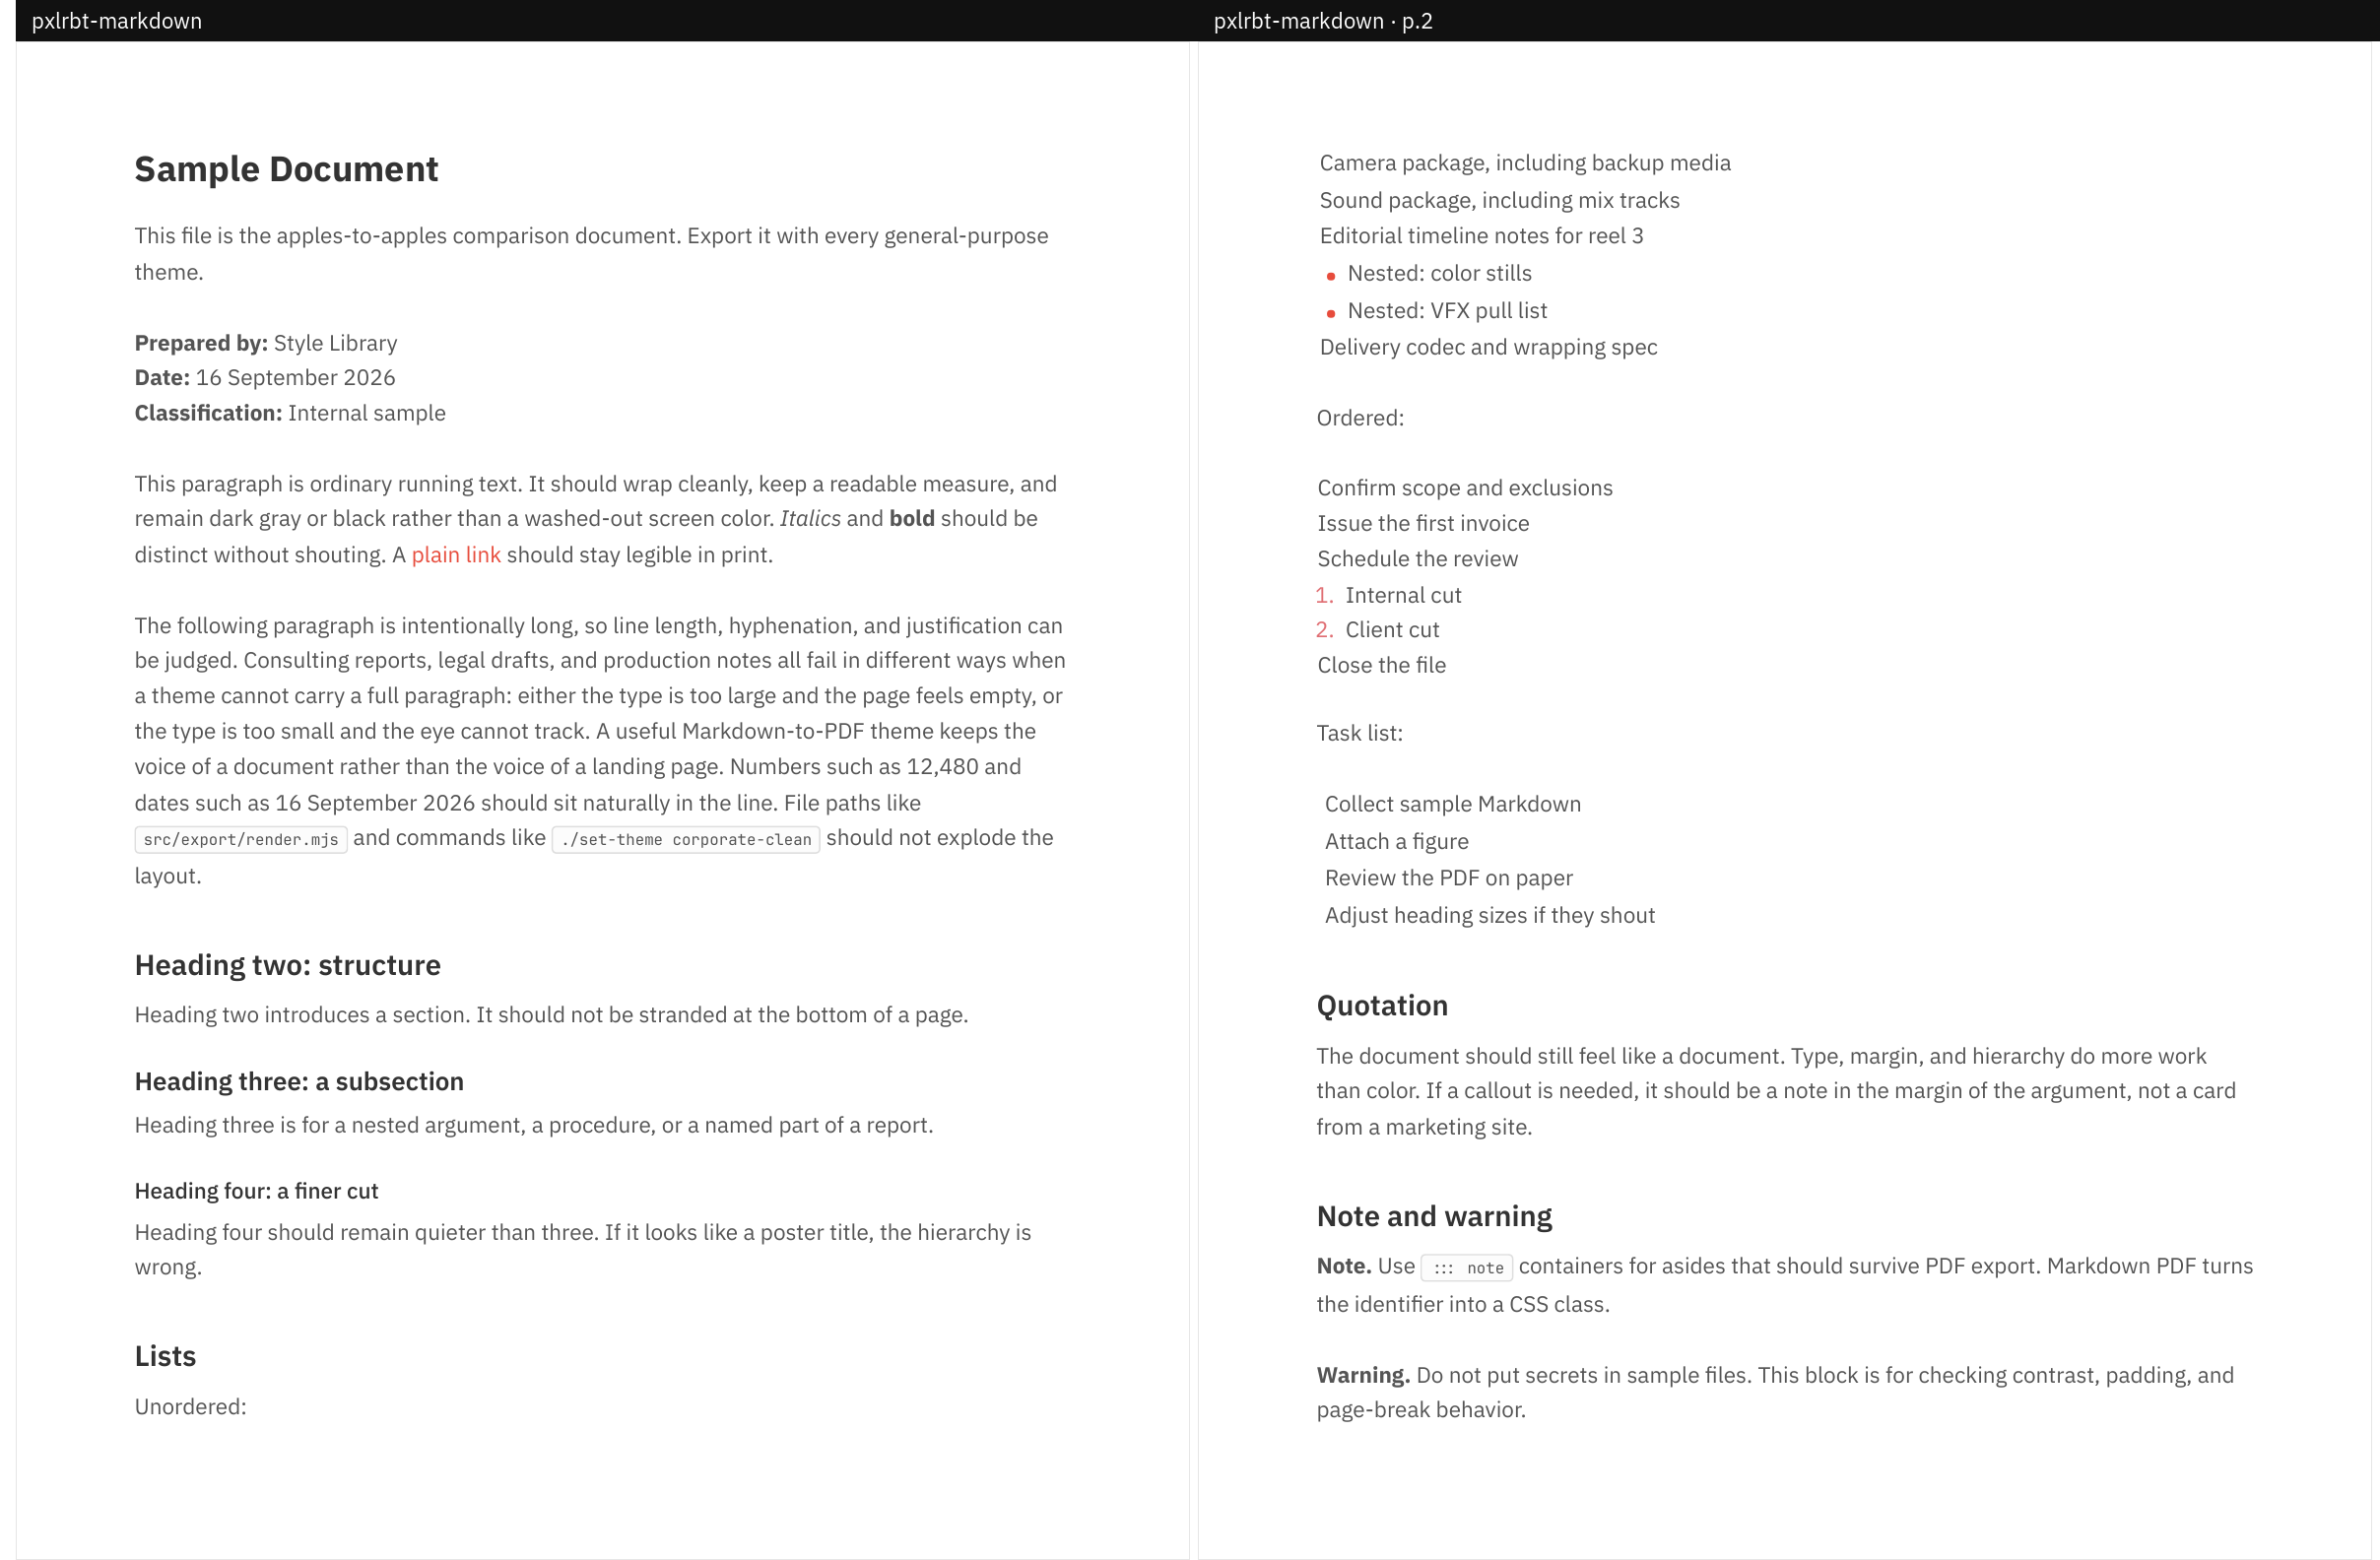 pxlrbt-markdown
Sample Document
This file is the apples-to-apples comparison document. Export it with every general-purpose
theme.
Prepared by: Style Library
Date: 16 September 2026
Classification: Internal sample
This paragraph is ordinary running text. It should wrap cleanly, keep a readable measure, and
remain dark gray or black rather than a washed-out screen color. Italics and bold should be
distinct without shouting. A plain link should stay legible in print.
The following paragraph is intentionally long, so line length, hyphenation, and justification can
be judged. Consulting reports, legal drafts, and production notes all fail in different ways when
a theme cannot carry a full paragraph: either the type is too large and the page feels empty, or
the type is too small and the eye cannot track. A useful Markdown-to-PDF theme keeps the
voice of a document rather than the voice of a landing page. Numbers such as 12,480 and
dates such as 16 September 2026 should sit naturally in the line. File paths like
src/export/render.mjs and commands like ./set-theme corporate-clean should not explode the
layout.
Heading two: structure
Heading two introduces a section. It should not be stranded at the bottom of a page.
Heading three: a subsection
Heading three is for a nested argument, a procedure, or a named part of a report.
Heading four: a finer cut
Heading four should remain quieter than three. If it looks like a poster title, the hierarchy is
wrong.
Lists
Unordered:
pxlrbt-markdown · p.2
Camera package, including backup media
Sound package, including mix tracks
Editorial timeline notes for reel 3
• Nested: color stills
• Nested: VFX pull list
Delivery codec and wrapping spec
Ordered:
Confirm scope and exclusions
Issue the first invoice
Schedule the review
1. Internal cut
2. Client cut
Close the file
Task list:
Collect sample Markdown
Attach a figure
Review the PDF on paper
Adjust heading sizes if they shout
Quotation
The document should still feel like a document. Type, margin, and hierarchy do more work
than color. If a callout is needed, it should be a note in the margin of the argument, not a card
from a marketing site.
Note and warning
Note. Use ::: note containers for asides that should survive PDF export. Markdown PDF turns
the identifier into a CSS class.
Warning. Do not put secrets in sample files. This block is for checking contrast, padding, and
page-break behavior.